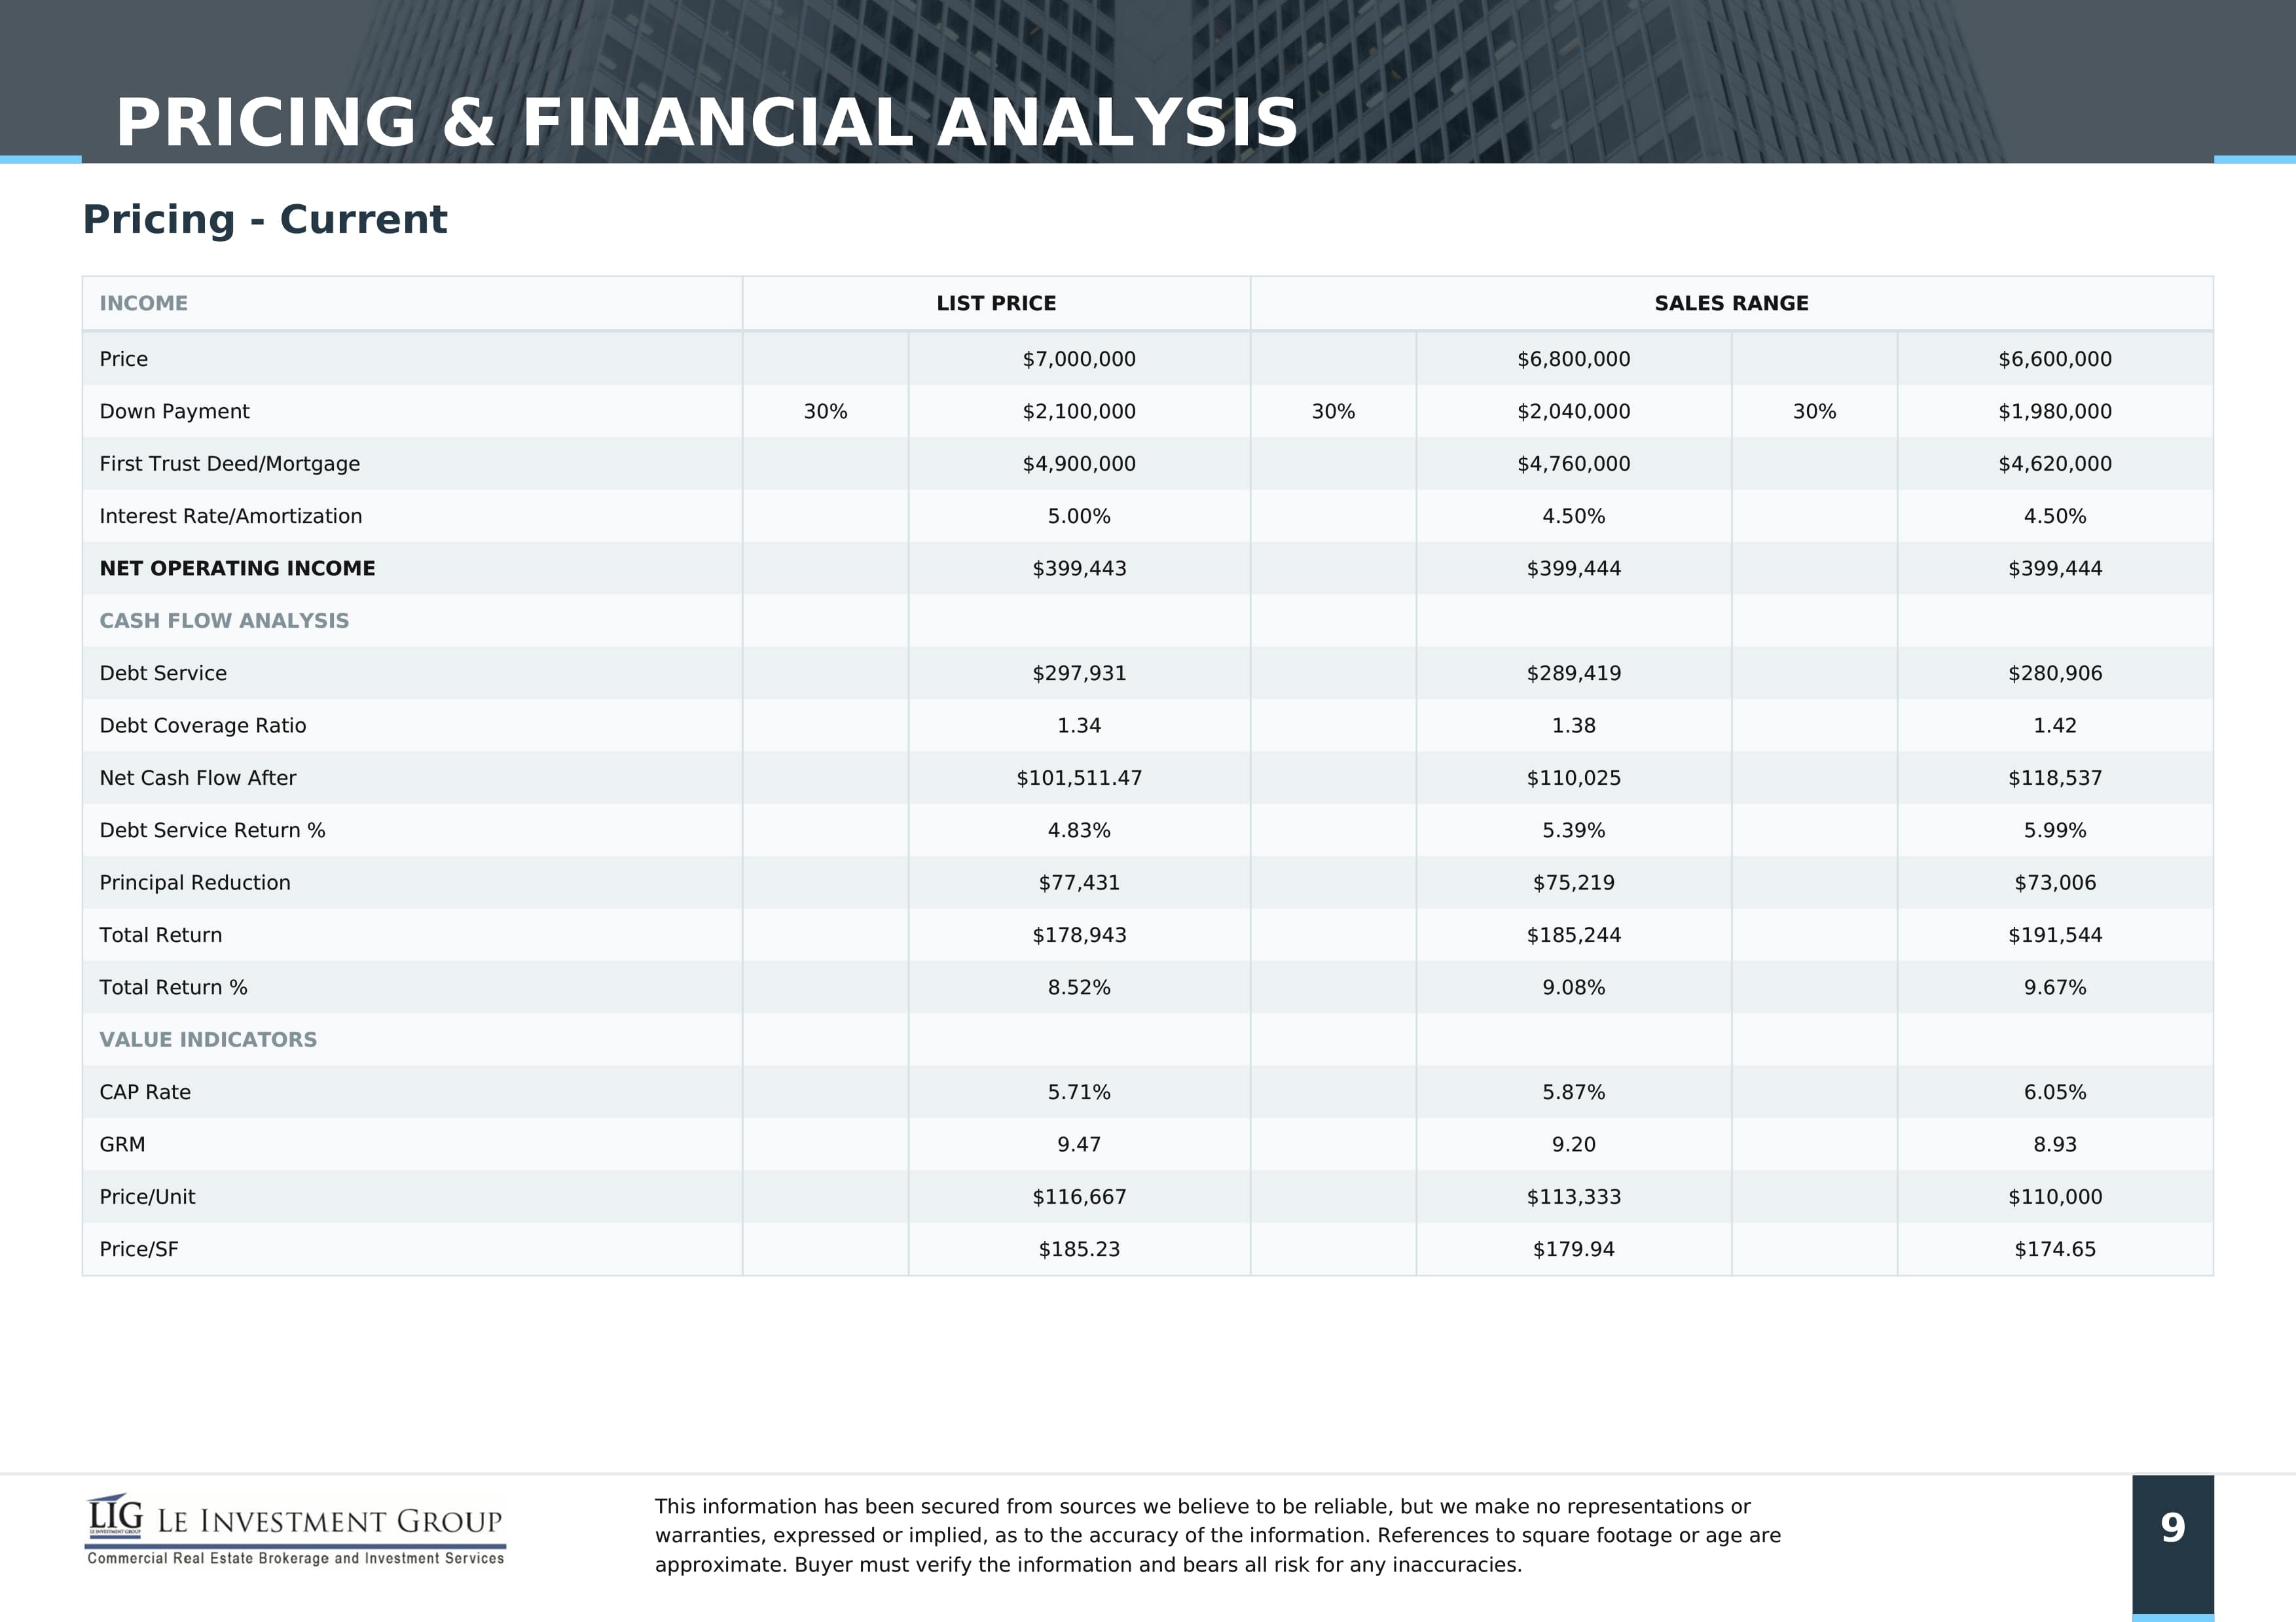 PRICING & FINANCIAL ANALYSIS
Pricing - Current
INCOME LIST PRICE SALES RANGE
Price $7,000,000 $6,800,000 $6,600,000
Down Payment 30% $2,100,000 30% $2,040,000 30% $1,980,000
First Trust Deed/Mortgage $4,900,000 $4,760,000 $4,620,000
Interest Rate/Amortization 5.00% 4.50% 4.50%
NET OPERATING INCOME $399,443 $399,444 $399,444
CASH FLOW ANALYSIS
Debt Service $297,931 $289,419 $280,906
Debt Coverage Ratio 1.34 1.38 1.42
Net Cash Flow After $101,511.47 $110,025 $118,537
Debt Service Return % 4.83% 5.39% 5.99%
Principal Reduction $77,431 $75,219 $73,006
Total Return $178,943 $185,244 $191,544
Total Return % 8.52% 9.08% 9.67%
VALUE INDICATORS
CAP Rate 5.71% 5.87% 6.05%
GRM 9.47 9.20 8.93
Price/Unit $116,667 $113,333 $110,000
Price/SF $185.23 $179.94 $174.65
LIG LE INVESTMENT GROUP
LE INVESTMENT GROUP
Commercial Real Estate Brokerage and Investment Services
This information has been secured from sources we believe to be reliable, but we make no representations or
warranties, expressed or implied, as to the accuracy of the information. References to square footage or age are
approximate. Buyer must verify the information and bears all risk for any inaccuracies.
9